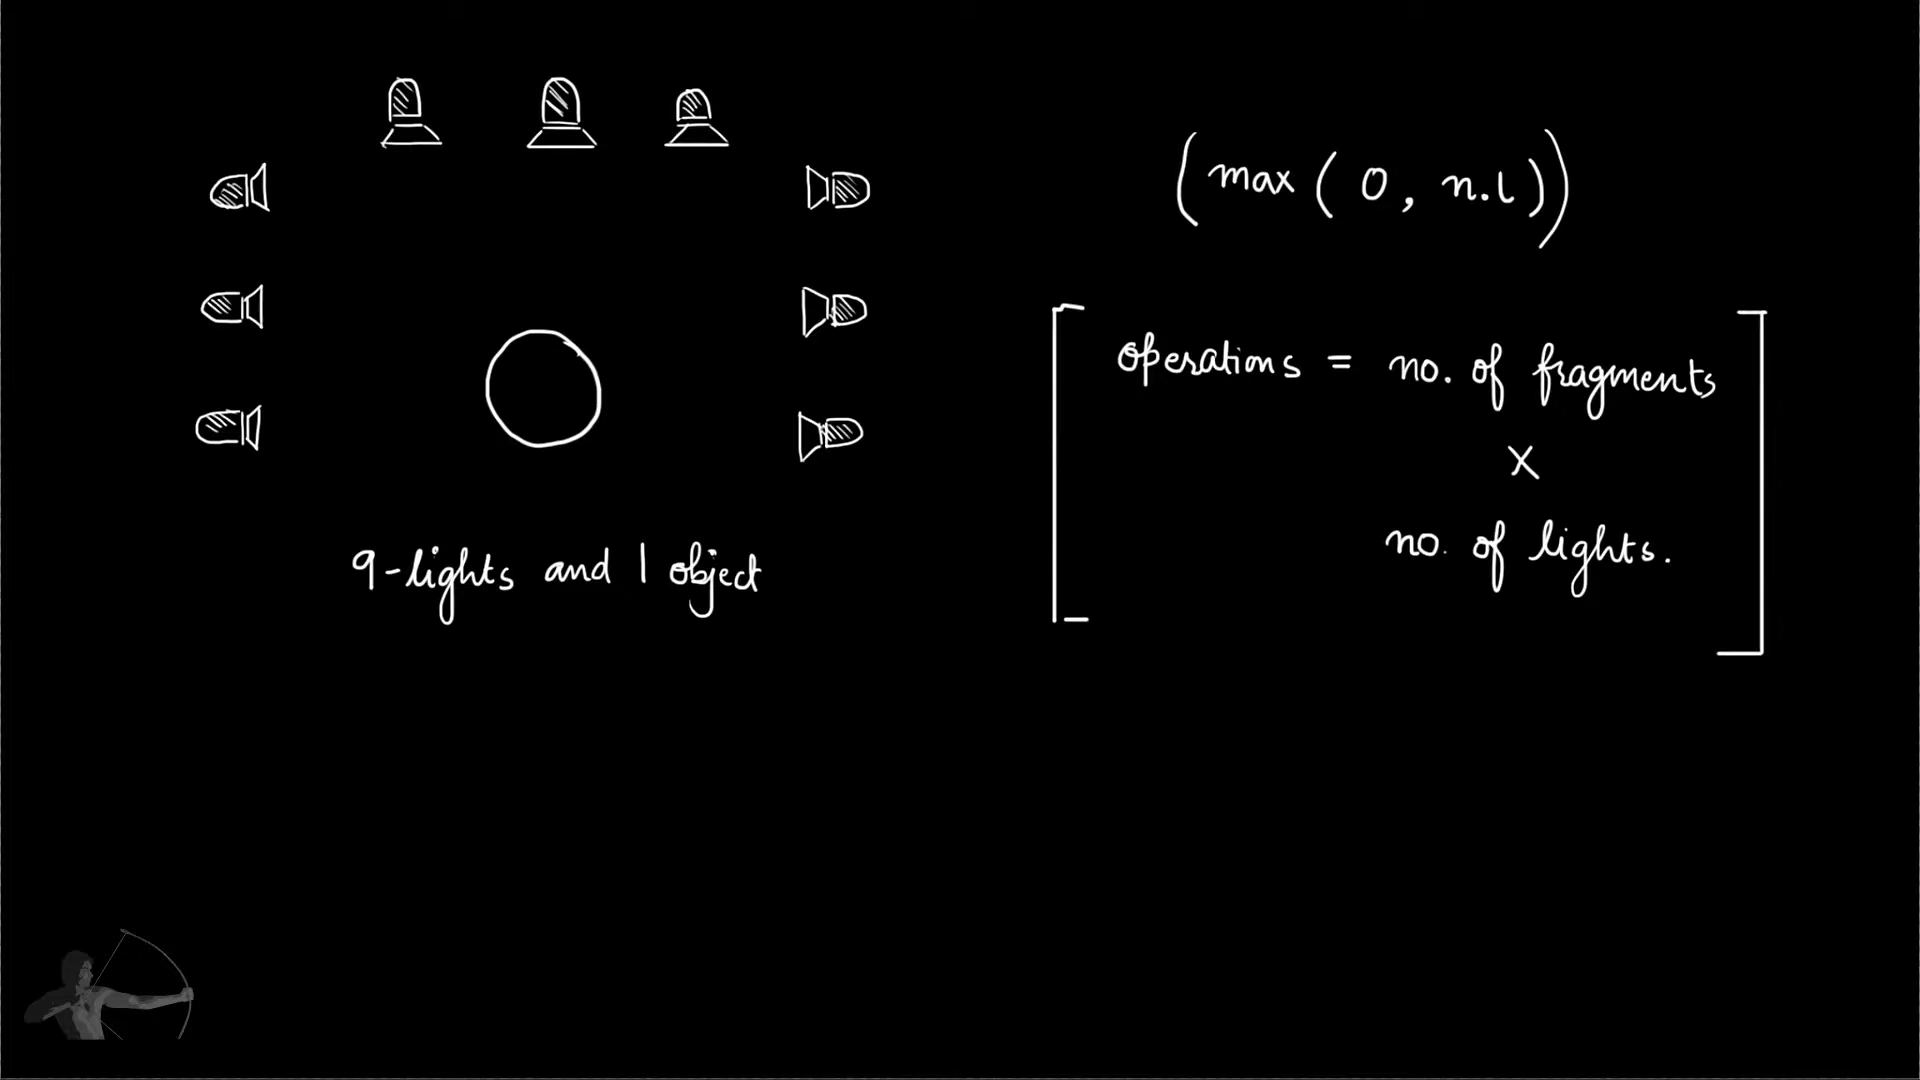 (max(0, n.l))
operations = no. of fragments
x
no. of lights.
9-lights and 1 object